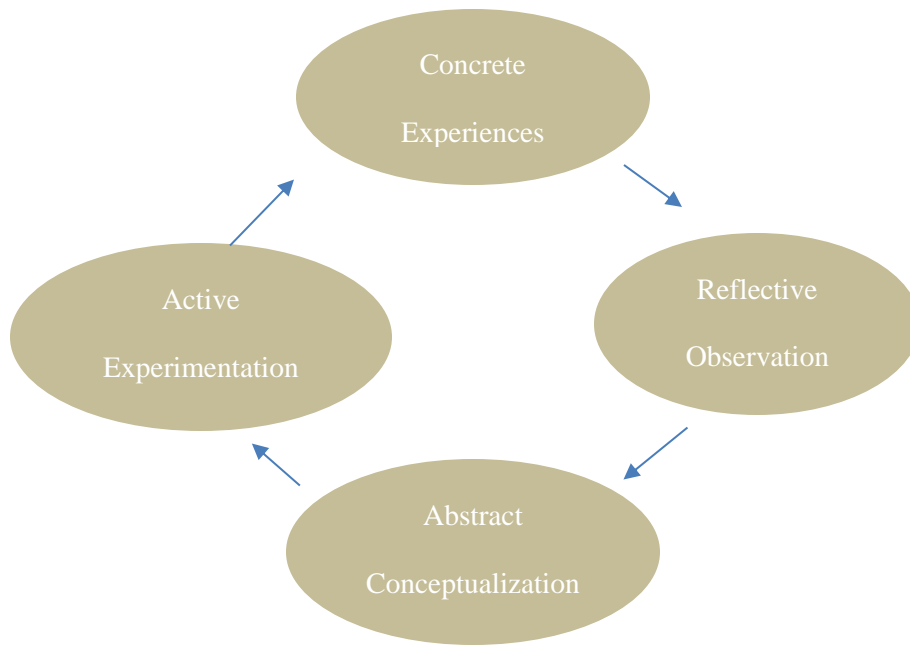 Concrete
Experiences
Reflective
Observation
Abstract
Conceptualization
Active
Experimentation